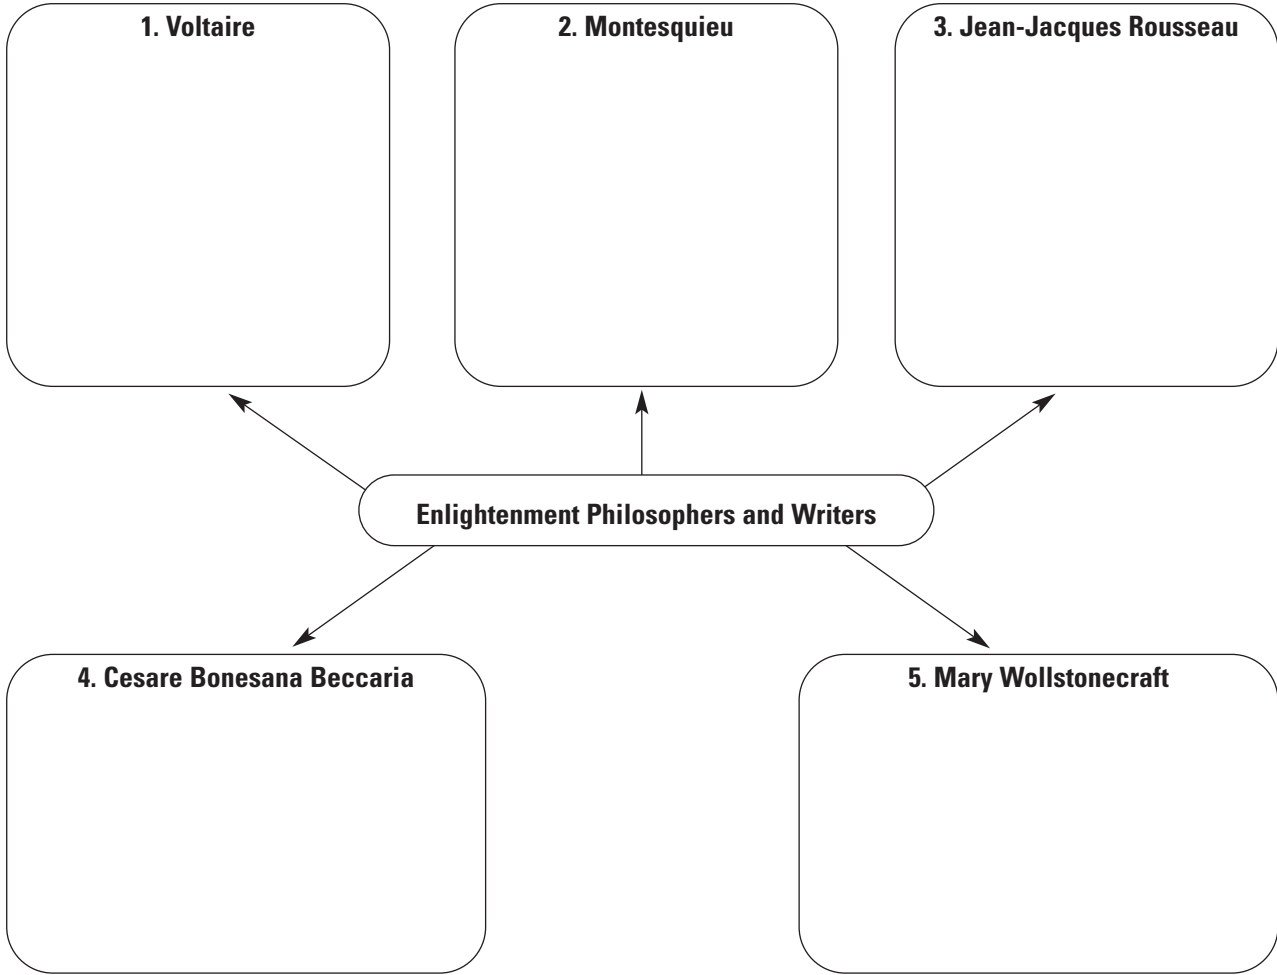 1. Voltaire
2. Montesquieu
3. Jean-Jacques Rousseau
Enlightenment Philosophers and Writers
4. Cesare Bonesana Beccaria
5. Mary Wollstonecraft